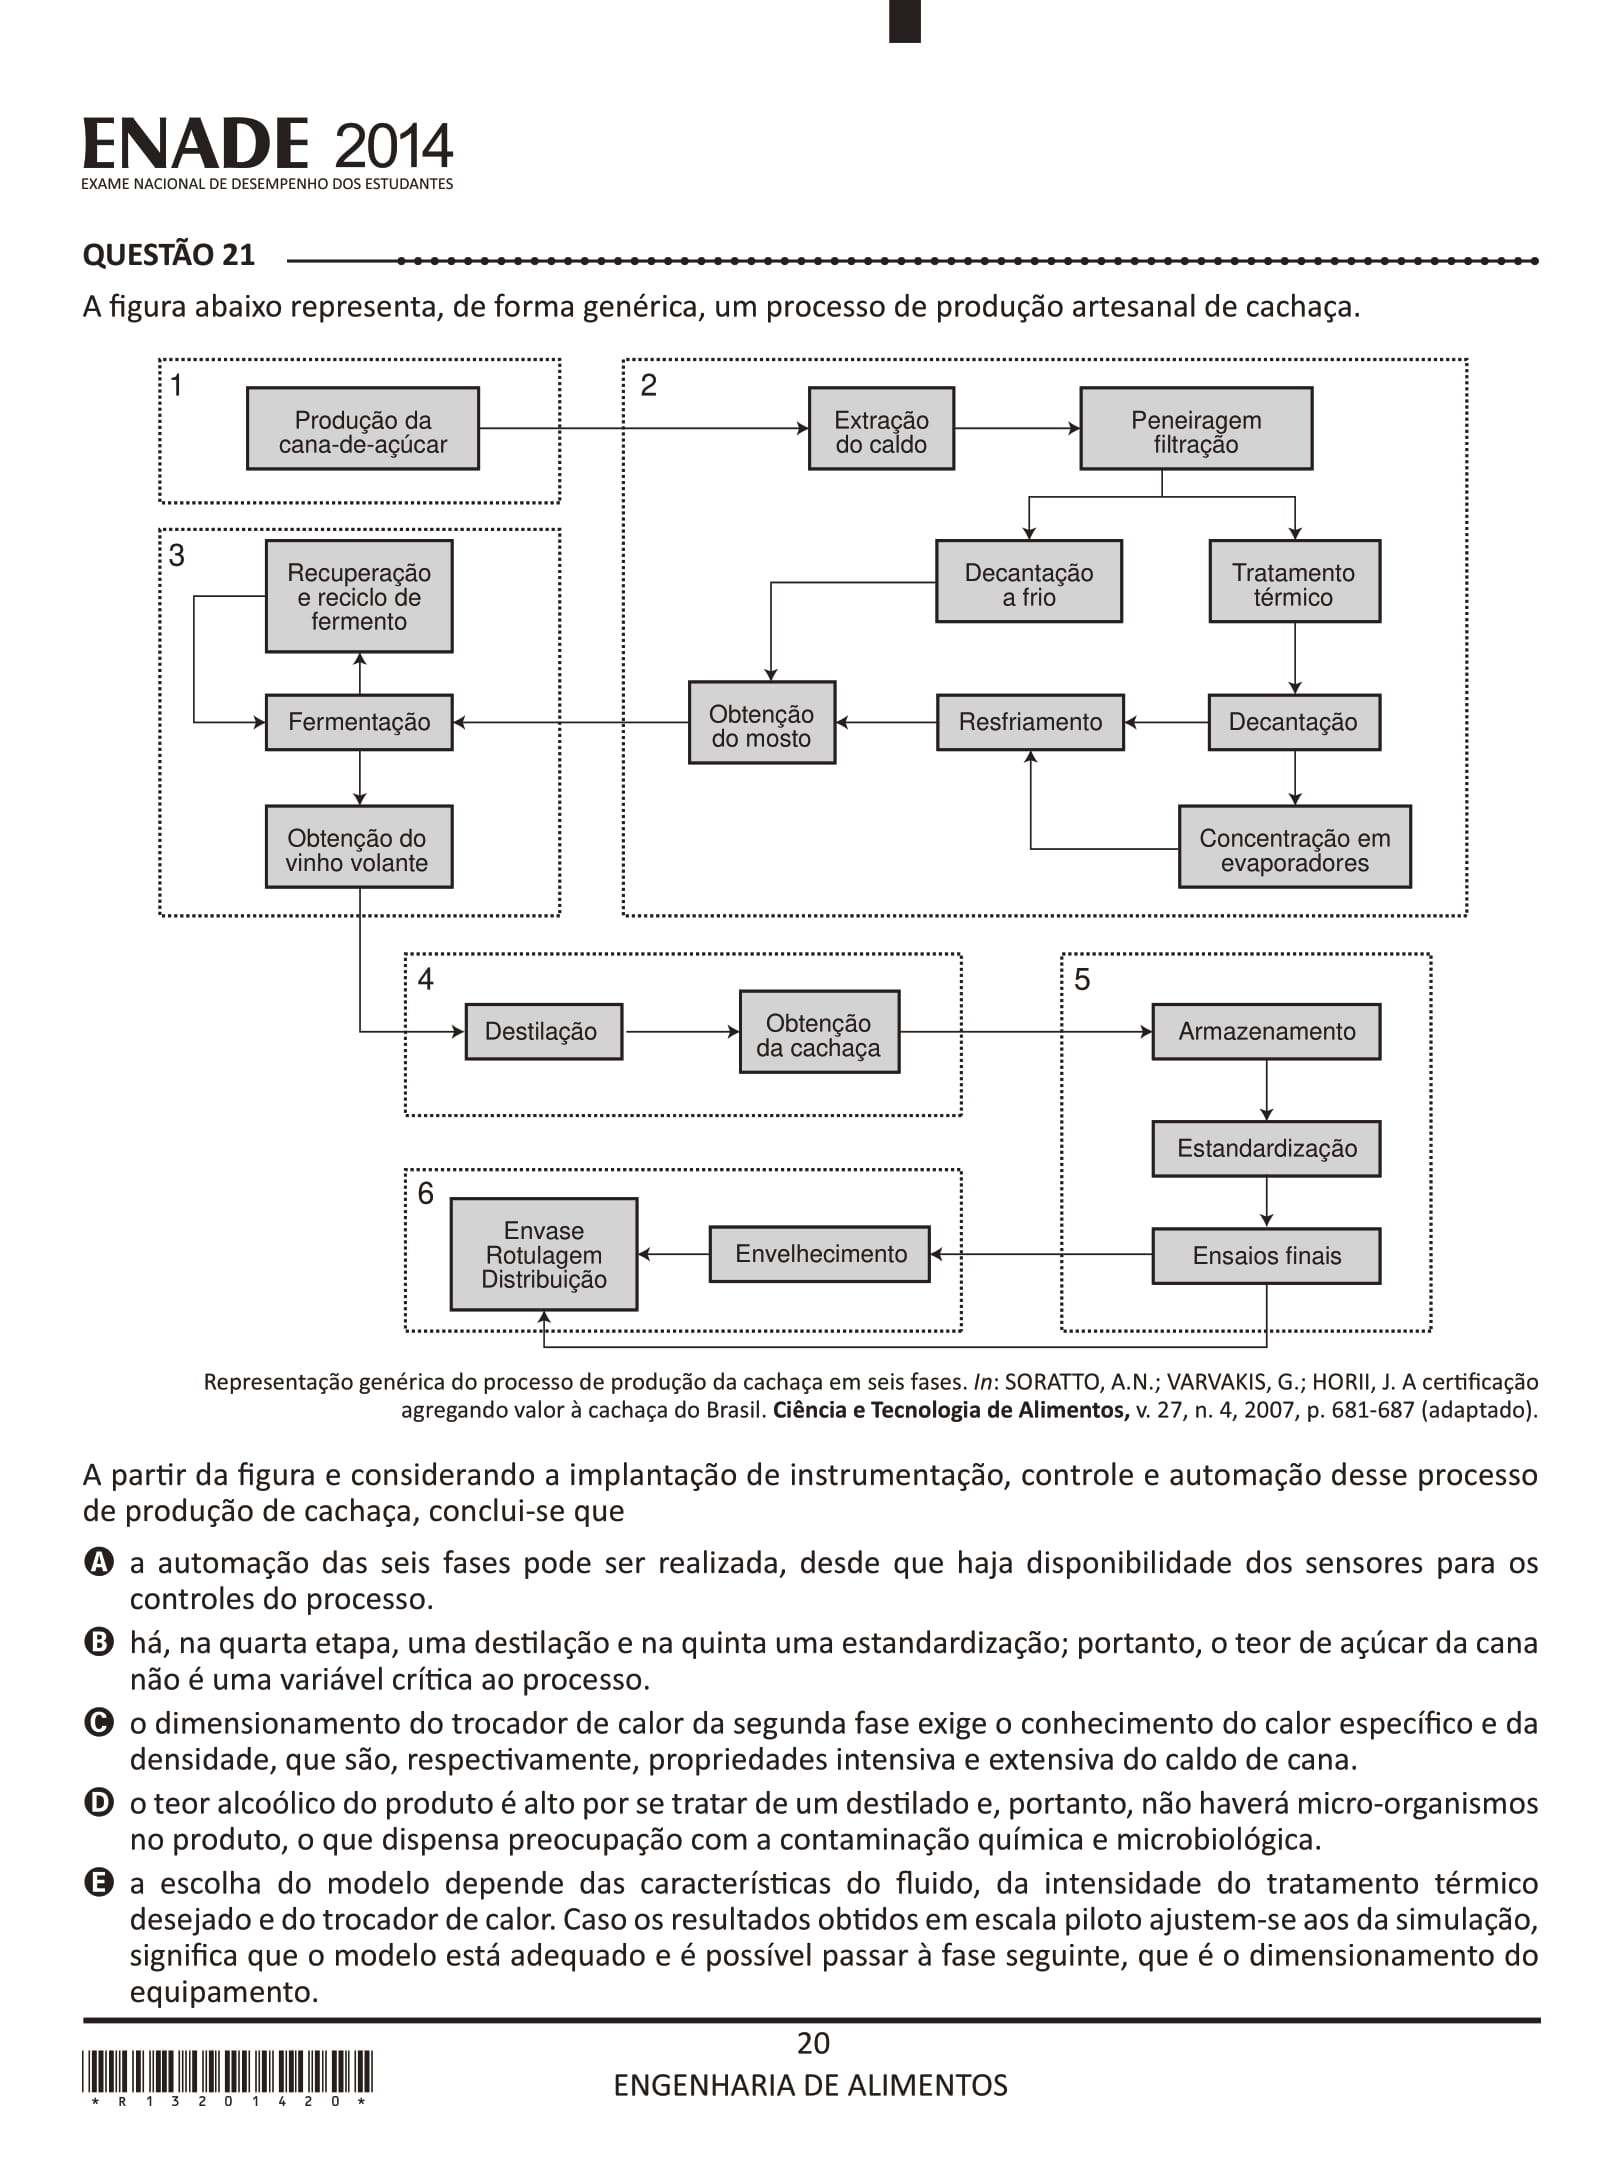 ENADE 2014
EXAME NACIONAL DE DESEMPENHO DOS ESTUDANTES
QUESTÃO 21
A figura abaixo representa, de forma genérica, um processo de produção artesanal de cachaça.
1
Produção da
cana-de-açúcar
2
Extração
do caldo
Peneiragem
filtração
Decantação
a frio
Tratamento
térmico
Obtenção
do mosto
Resfriamento
Decantação
Concentração em
evaporadores
3
Recuperação
e reciclo de
fermento
Fermentação
Obtenção do
vinho volante
4
Destilação
Obtenção
da cachaça
5
Armazenamento
Estandardização
Ensaios finais
6
Envase
Rotulagem
Distribuição
Envelhecimento
Representação genérica do processo de produção da cachaça em seis fases. In: SORATTO, A.N.; VARVAKIS, G.; HORII, J. A certificação
agregando valor à cachaça do Brasil. Ciência e Tecnologia de Alimentos, v. 27, n. 4, 2007, p. 681-687 (adaptado).
A partir da figura e considerando a implantação de instrumentação, controle e automação desse processo
de produção de cachaça, conclui-se que
A a automação das seis fases pode ser realizada, desde que haja disponibilidade dos sensores para os
controles do processo.
B há, na quarta etapa, uma destilação e na quinta uma estandardização; portanto, o teor de açúcar da cana
não é uma variável crítica ao processo.
C o dimensionamento do trocador de calor da segunda fase exige o conhecimento do calor específico e da
densidade, que são, respectivamente, propriedades intensiva e extensiva do caldo de cana.
D o teor alcoólico do produto é alto por se tratar de um destilado e, portanto, não haverá micro-organismos
no produto, o que dispensa preocupação com a contaminação química e microbiológica.
E a escolha do modelo depende das características do fluido, da intensidade do tratamento térmico
desejado e do trocador de calor. Caso os resultados obtidos em escala piloto ajustem-se aos da simulação,
significa que o modelo está adequado e é possível passar à fase seguinte, que é o dimensionamento do
equipamento.
20
ENGENHARIA DE ALIMENTOS
* R 1 3 2 0 1 4 2 0 *